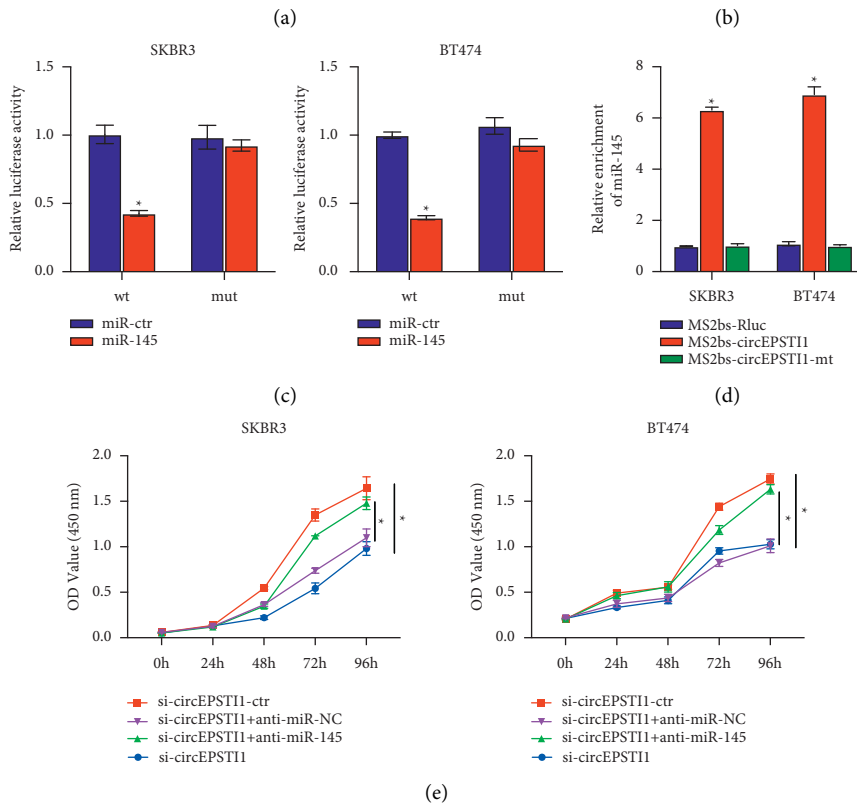 (a)
(b)
SKBR3
Relative luciferase activity
1.5
1.0
0.5
0.0
*
wt
mut
miR-ctr
miR-145
BT474
Relative luciferase activity
1.5
1.0
0.5
0.0
*
wt
mut
miR-ctr
miR-145
Relative enrichment
of miR-145
8
6
4
2
0
*
*
SKBR3
BT474
MS2bs-Rluc
MS2bs-circEPSTI1
MS2bs-circEPSTI1-mt
(c)
(d)
SKBR3
OD Value (450 nm)
2.0
1.5
1.0
0.5
0.0
*
*
0h
24h
48h
72h
96h
si-circEPSTI1-ctr
si-circEPSTI1+anti-miR-NC
si-circEPSTI1+anti-miR-145
si-circEPSTI1
BT474
OD Value (450 nm)
2.0
1.5
1.0
0.5
0.0
*
*
0h
24h
48h
72h
96h
si-circEPSTI1-ctr
si-circEPSTI1+anti-miR-NC
si-circEPSTI1+anti-miR-145
si-circEPSTI1
(e)